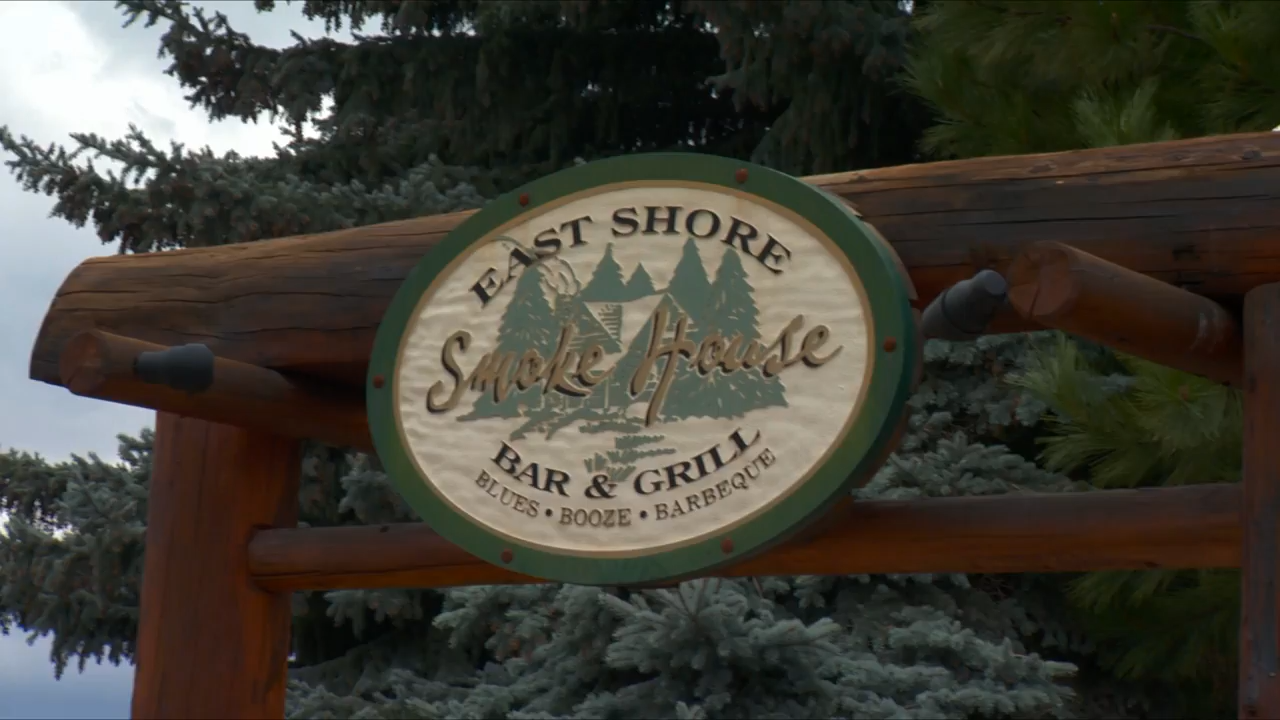 EAST SHORE
Smoke House
BAR & GRILL
BLUES • BOOZE • BARBEQUE